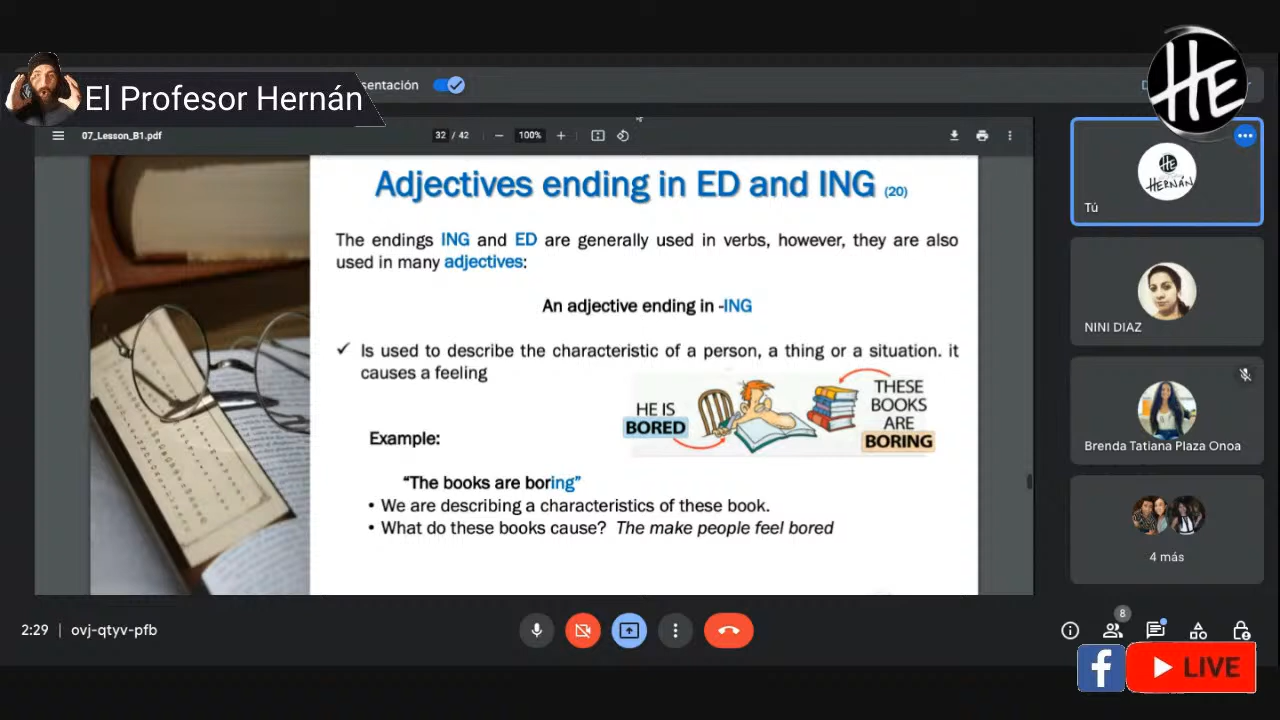 El Profesor Hernán
sentación
HE
07_Lesson_B1.pdf
32 / 42
100%
Adjectives ending in ED and ING (20)
The endings ING and ED are generally used in verbs, however, they are also
used in many adjectives:
An adjective ending in -ING
✓ Is used to describe the characteristic of a person, a thing or a situation. it
causes a feeling
HE IS
BORED
THESE
BOOKS
ARE
BORING
Example:
"The books are boring"
• We are describing a characteristics of these book.
• What do these books cause? The make people feel bored
HE
HERNÁN
Tú
NINI DIAZ
Brenda Tatiana Plaza Onoa
4 más
2:29 | ovj-qtyv-pfb
8
f
LIVE